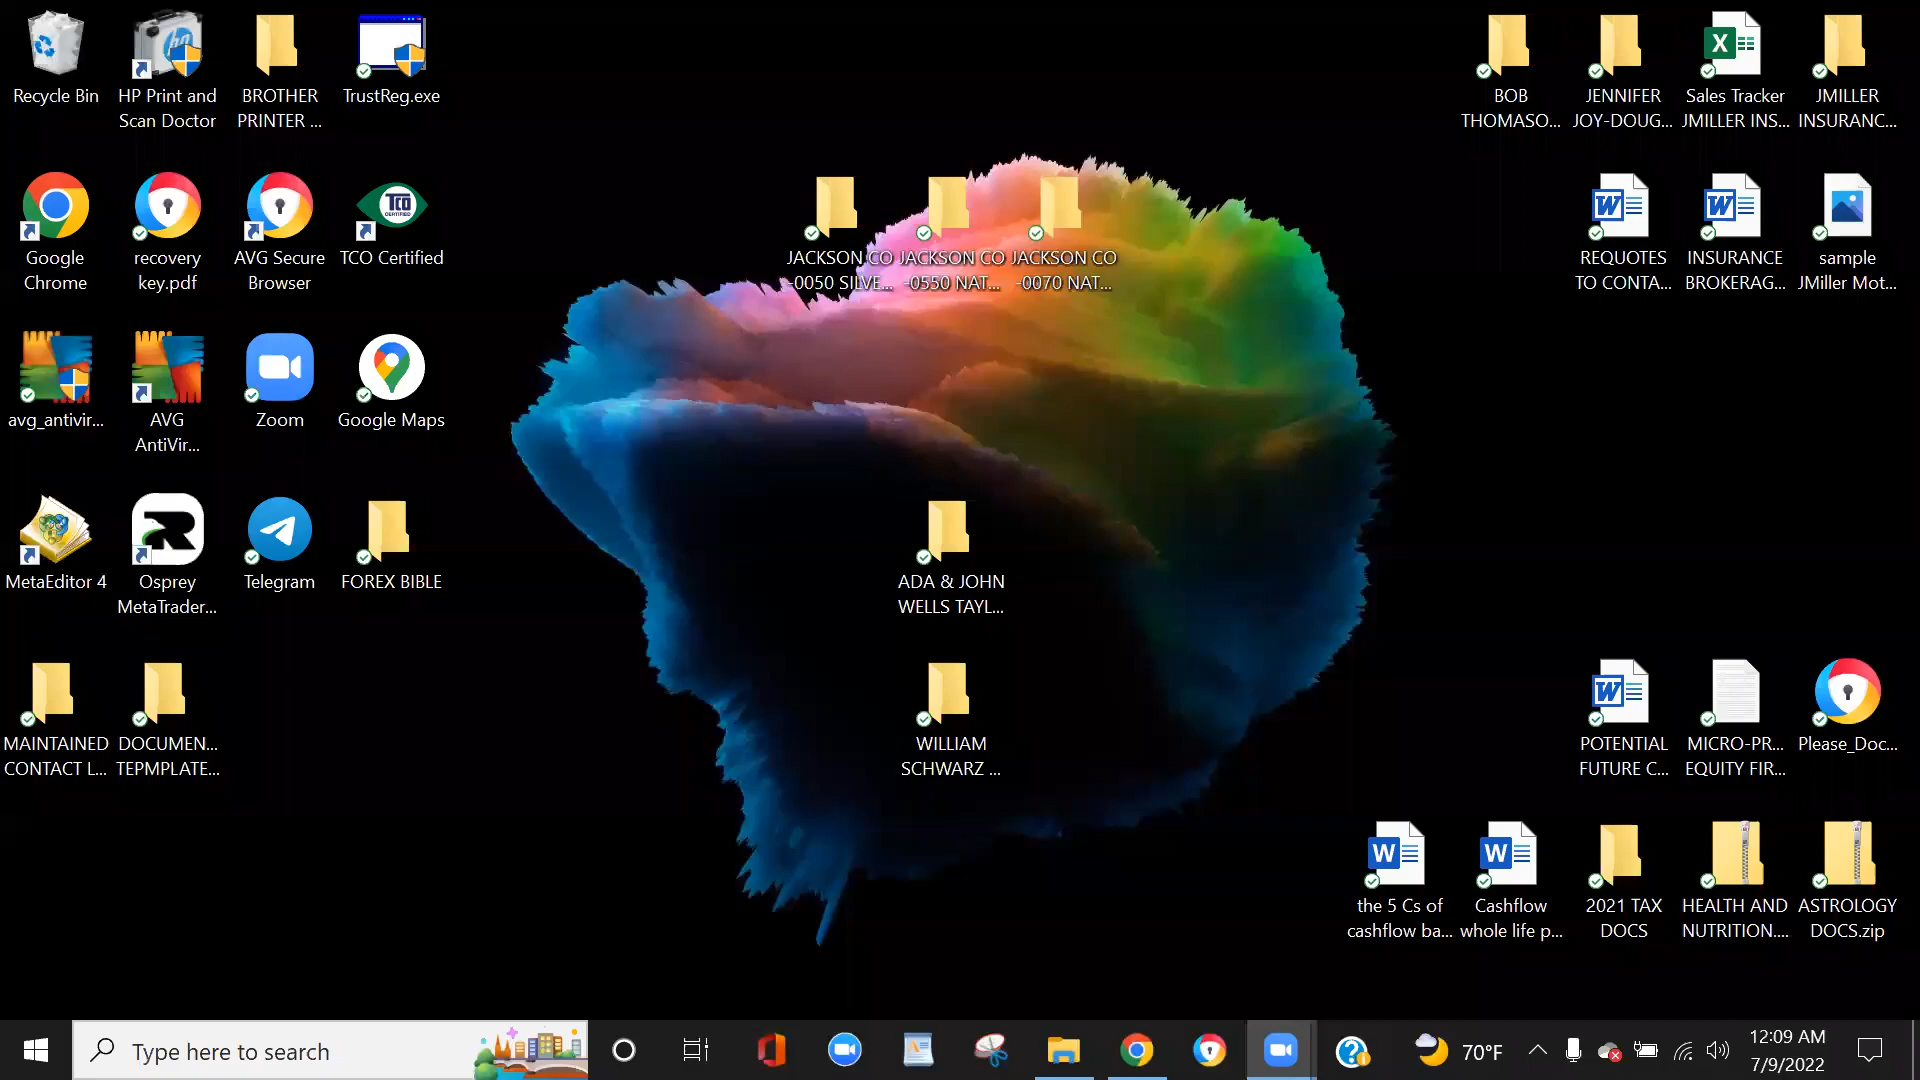 Recycle Bin
HP Print and
Scan Doctor
BROTHER
PRINTER ...
TrustReg.exe
BOB
THOMASO...
JENNIFER
JOY-DOUG...
Sales Tracker
JMILLER INS...
JMILLER
INSURANC...
Google
Chrome
recovery
key.pdf
AVG Secure
Browser
TCO Certified
JACKSON CO
-0050 SILVE...
JACKSON CO
-0550 NAT...
JACKSON CO
-0070 NAT...
REQUOTES
TO CONTA...
INSURANCE
BROKERAG...
sample
JMiller Mot...
avg_antivir...
AVG
AntiVir...
Zoom
Google Maps
MetaEditor 4
Osprey
MetaTrader...
Telegram
FOREX BIBLE
ADA & JOHN
WELLS TAYL...
MAINTAINED
CONTACT L...
DOCUMEN...
TEPMPLATE...
WILLIAM
SCHWARZ ...
POTENTIAL
FUTURE C...
MICRO-PR...
EQUITY FIR...
Please_Doc...
the 5 Cs of
cashflow ba...
Cashflow
whole life p...
2021 TAX
DOCS
HEALTH AND
NUTRITION....
ASTROLOGY
DOCS.zip
Type here to search
70°F
12:09 AM
7/9/2022